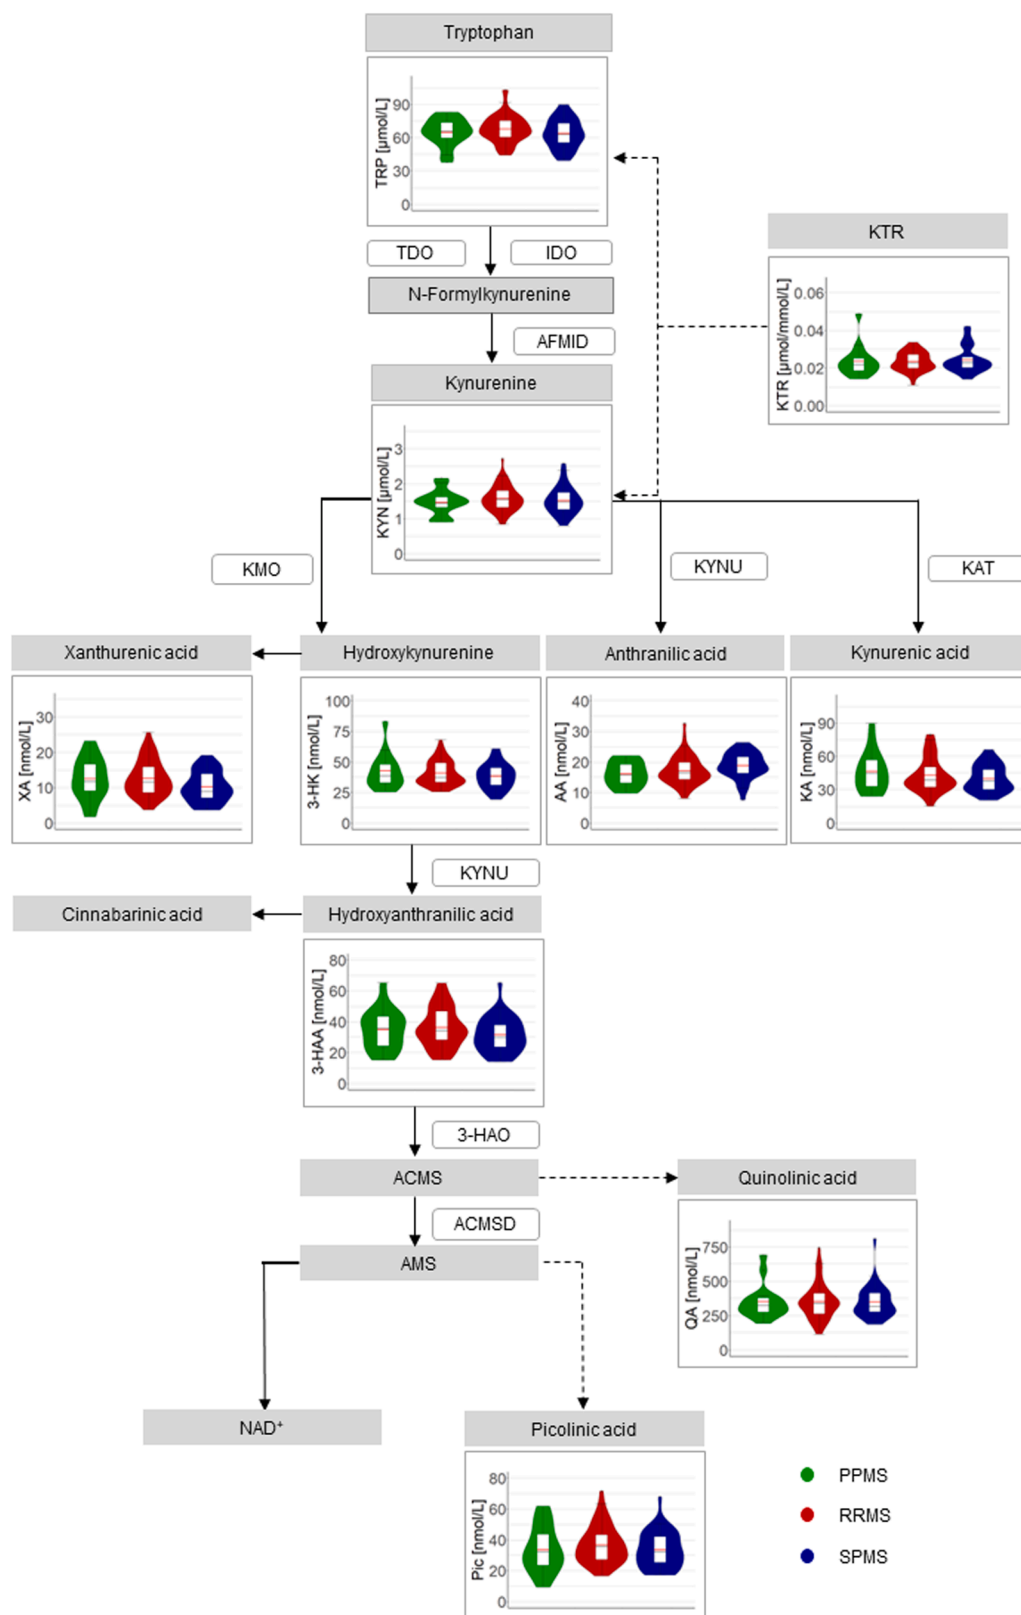 Tryptophan
TRP [µmol/L]
90
60
30
0
KTR
KTR [µmol/mmol/L]
0.06
0.04
0.02
0.00
TDO
IDO
N-Formylkynurenine
AFMID
Kynurenine
KYN [µmol/L]
3
2
1
0
KMO
KYNU
KAT
Xanthurenic acid
Hydroxykynurenine
Anthranilic acid
Kynurenic acid
XA [nmol/L]
30
20
10
0
3-HK [nmol/L]
100
75
50
25
0
AA [nmol/L]
40
30
20
10
0
KA [nmol/L]
90
60
30
0
KYNU
Cinnabarinic acid
Hydroxyanthranilic acid
3-HAA [nmol/L]
80
60
40
20
0
3-HAO
ACMS
Quinolinic acid
ACMSD
AMS
QA [nmol/L]
750
500
250
0
NAD⁺
Picolinic acid
Pic [nmol/L]
80
60
40
20
0
PPMS
RRMS
SPMS